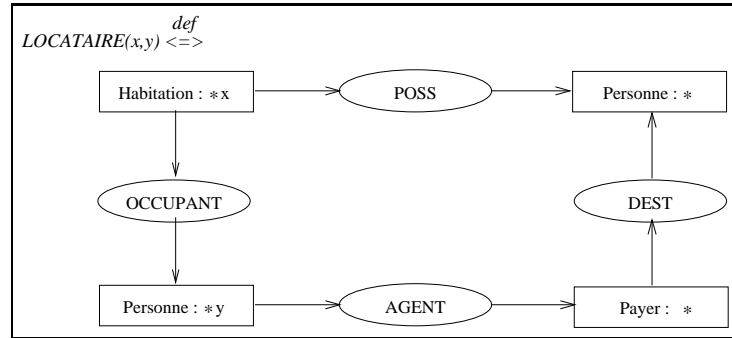 def
LOCATAIRE(x,y) <=>
Habitation : *x
POSS
Personne : *
OCCUPANT
DEST
Personne : *y
AGENT
Payer : *